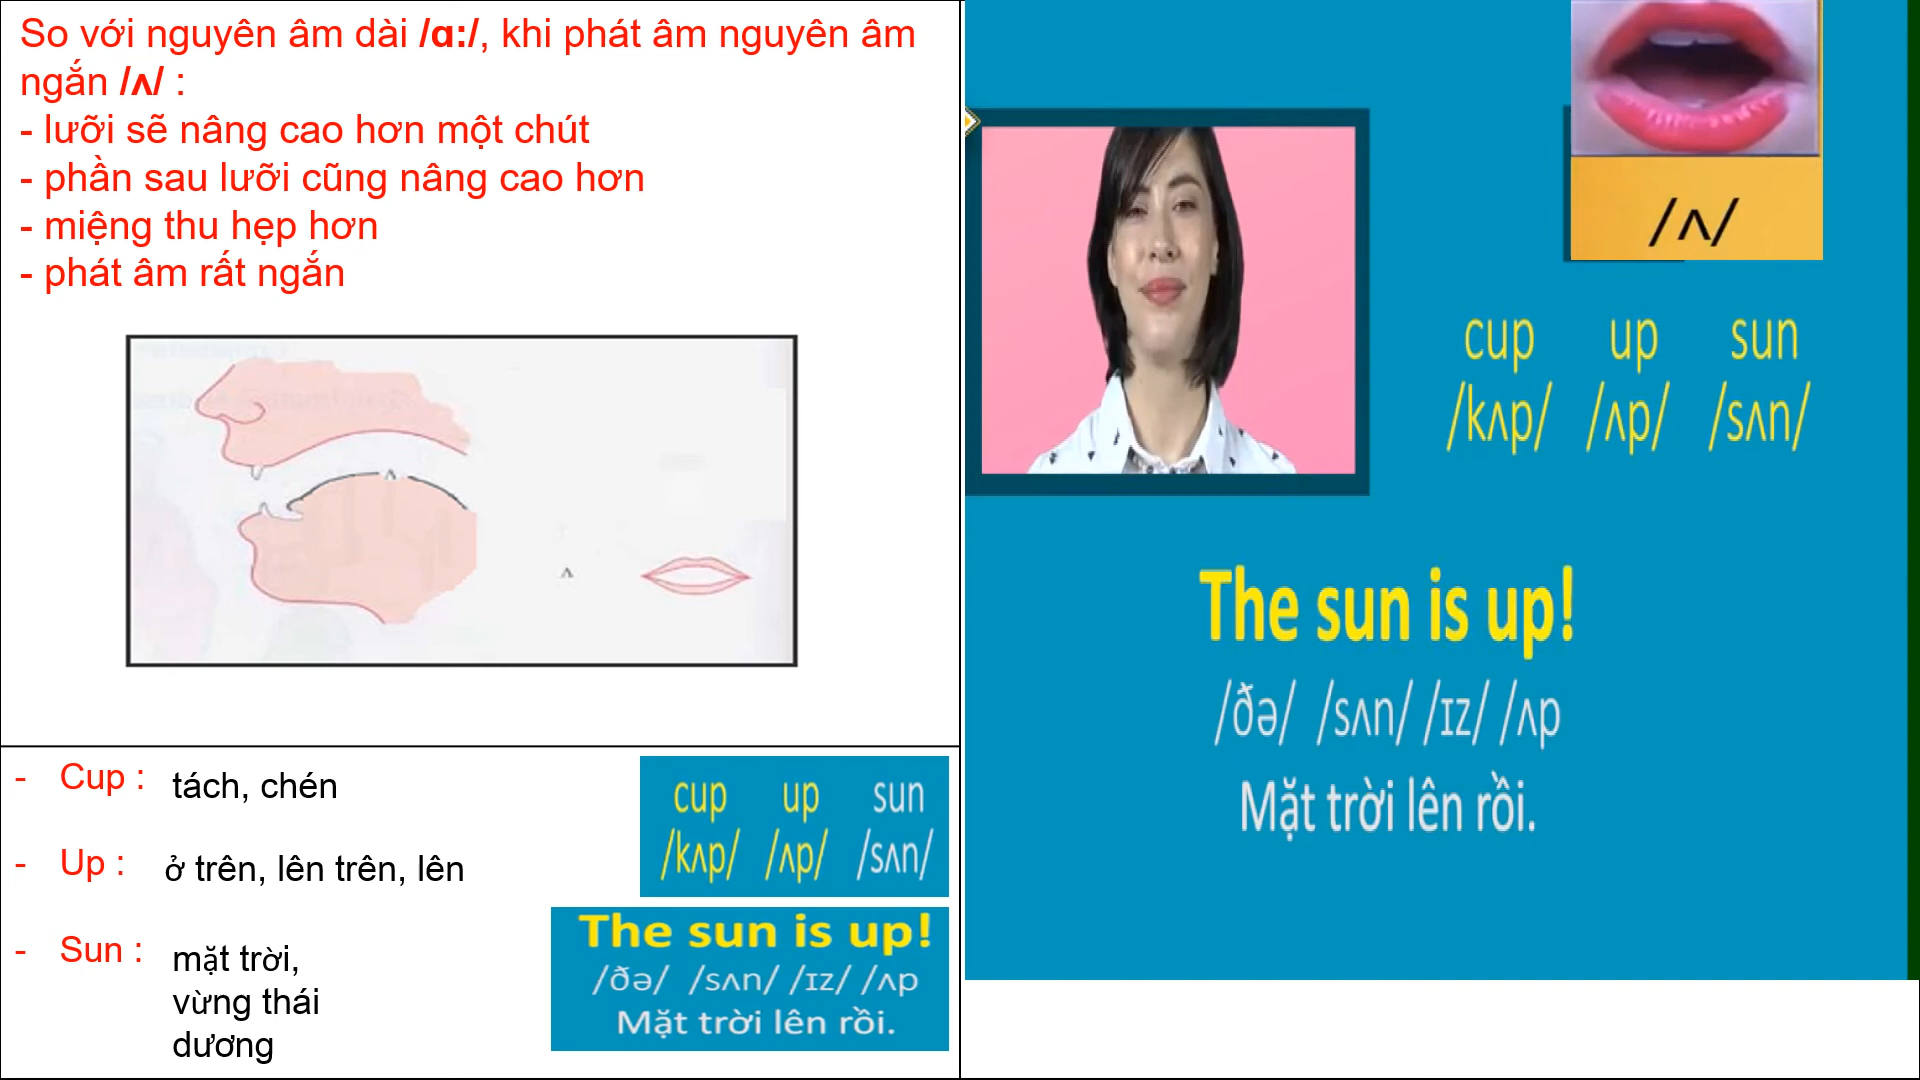 So với nguyên âm dài /ɑ:/, khi phát âm nguyên âm
ngắn /ʌ/ :
- lưỡi sẽ nâng cao hơn một chút
- phần sau lưỡi cũng nâng cao hơn
- miệng thu hẹp hơn
- phát âm rất ngắn
ʌ
ʌ
- Cup : tách, chén
- Up : ở trên, lên trên, lên
- Sun : mặt trời,
vừng thái
dương
cup up sun
/kʌp/ /ʌp/ /sʌn/
The sun is up!
/ðə/ /sʌn/ /ɪz/ /ʌp
Mặt trời lên rồi.
/ʌ/
cup up sun
/kʌp/ /ʌp/ /sʌn/
The sun is up!
/ðə/ /sʌn/ /ɪz/ /ʌp
Mặt trời lên rồi.